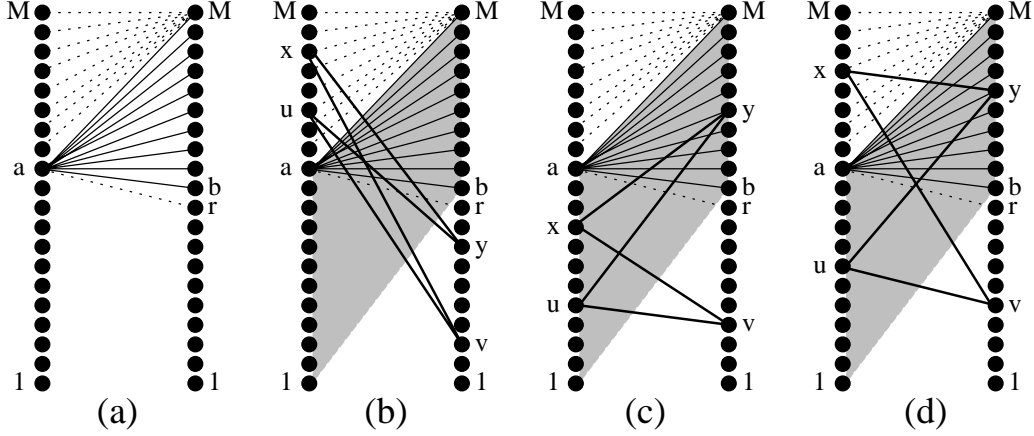 M M M M M M M M
x
x y
u y
a a a a
b b b b
r r r r
x
y
u
u v
v
v
1 1 1 1 1 1 1 1
(a) (b) (c) (d)